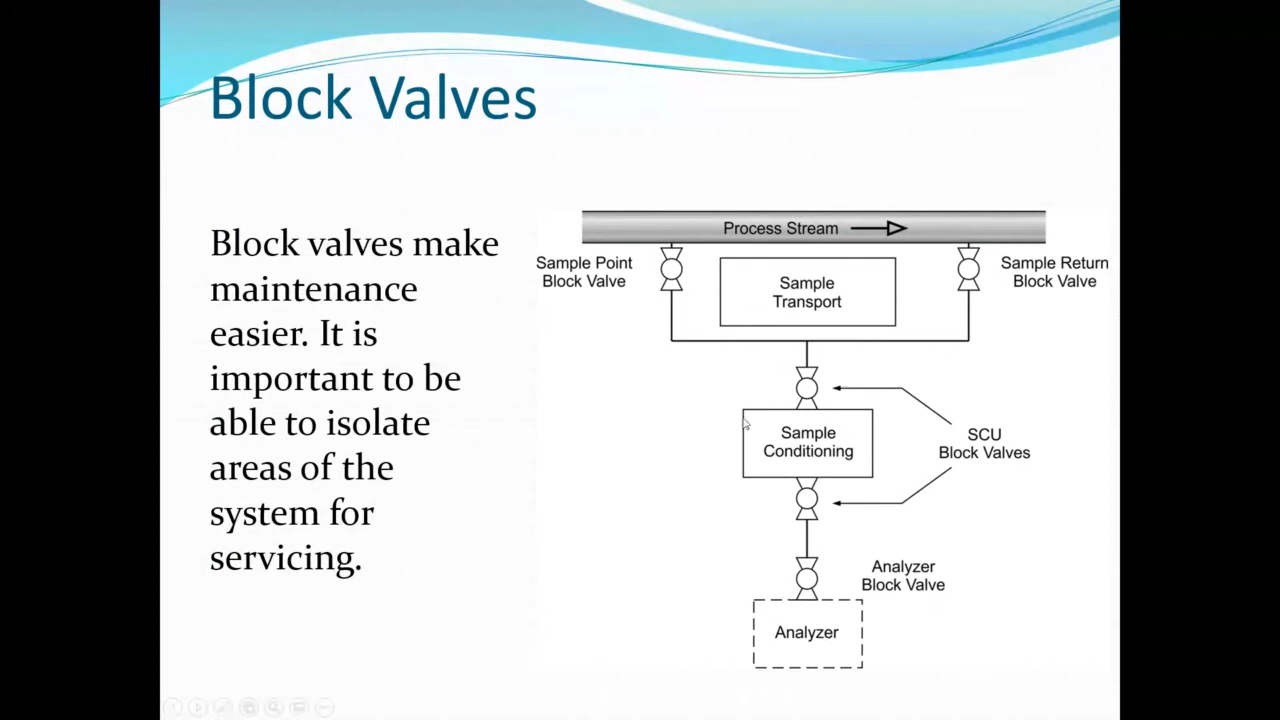 Block Valves
Block valves make
maintenance
easier. It is
important to be
able to isolate
areas of the
system for
servicing.
Process Stream
Sample Point
Block Valve
Sample
Transport
Sample Return
Block Valve
Sample
Conditioning
SCU
Block Valves
Analyzer
Block Valve
Analyzer